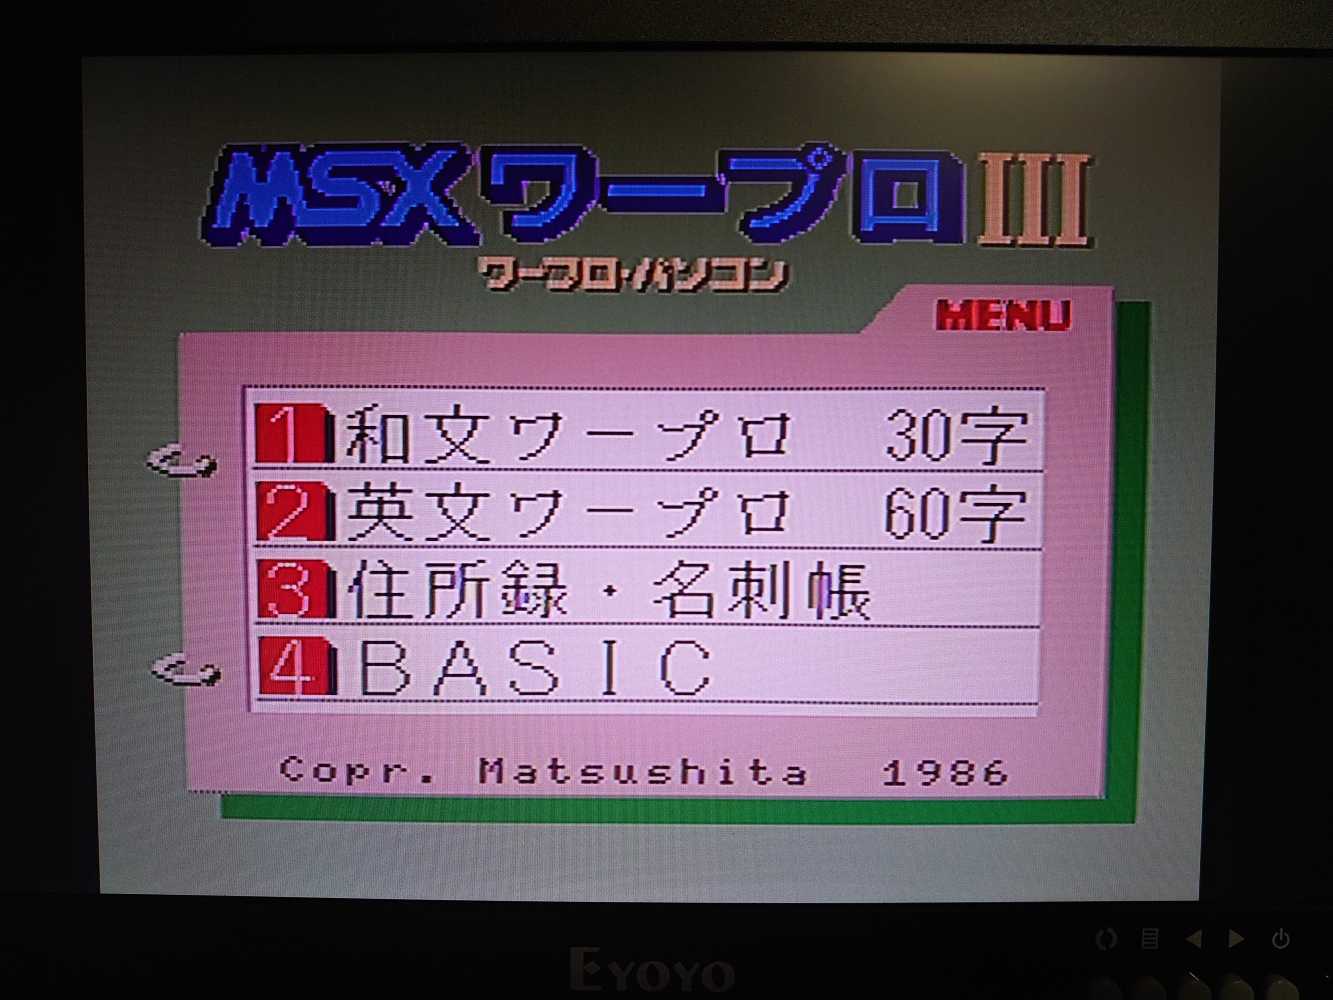 MSXワープロIII
ワープロ・パソコン
MENU
1 和文ワープロ 30字
2 英文ワープロ 60字
3 住所録・名刺帳
4 BASIC
Copr. Matsushita 1986
EYOYO